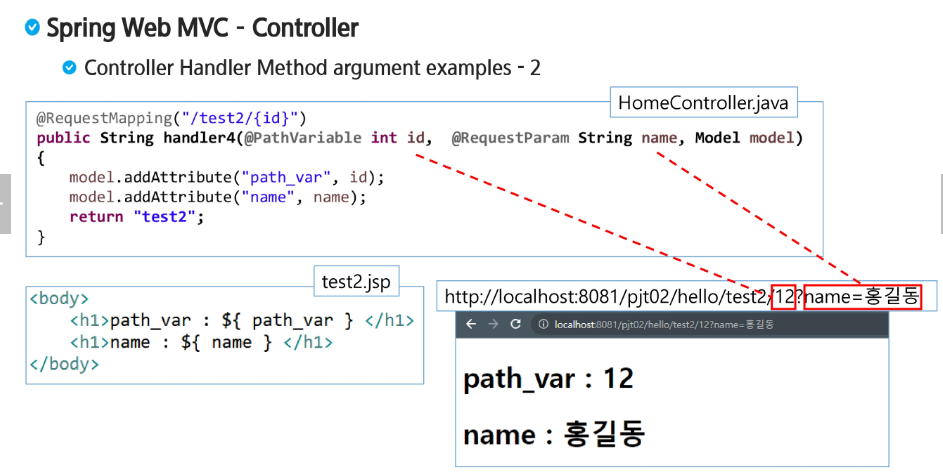 Spring Web MVC - Controller
Controller Handler Method argument examples - 2
HomeController.java
@RequestMapping("/test2/{id}")
public String handler4(@PathVariable int id, @RequestParam String name, Model model)
{
model.addAttribute("path_var", id);
model.addAttribute("name", name);
return "test2";
}
test2.jsp
<body>
<h1>path_var : ${ path_var } </h1>
<h1>name : ${ name } </h1>
</body>
http://localhost:8081/pjt02/hello/test2/12?name=홍길동
localhost:8081/pjt02/hello/test2/12?name=홍길동
path_var : 12
name : 홍길동